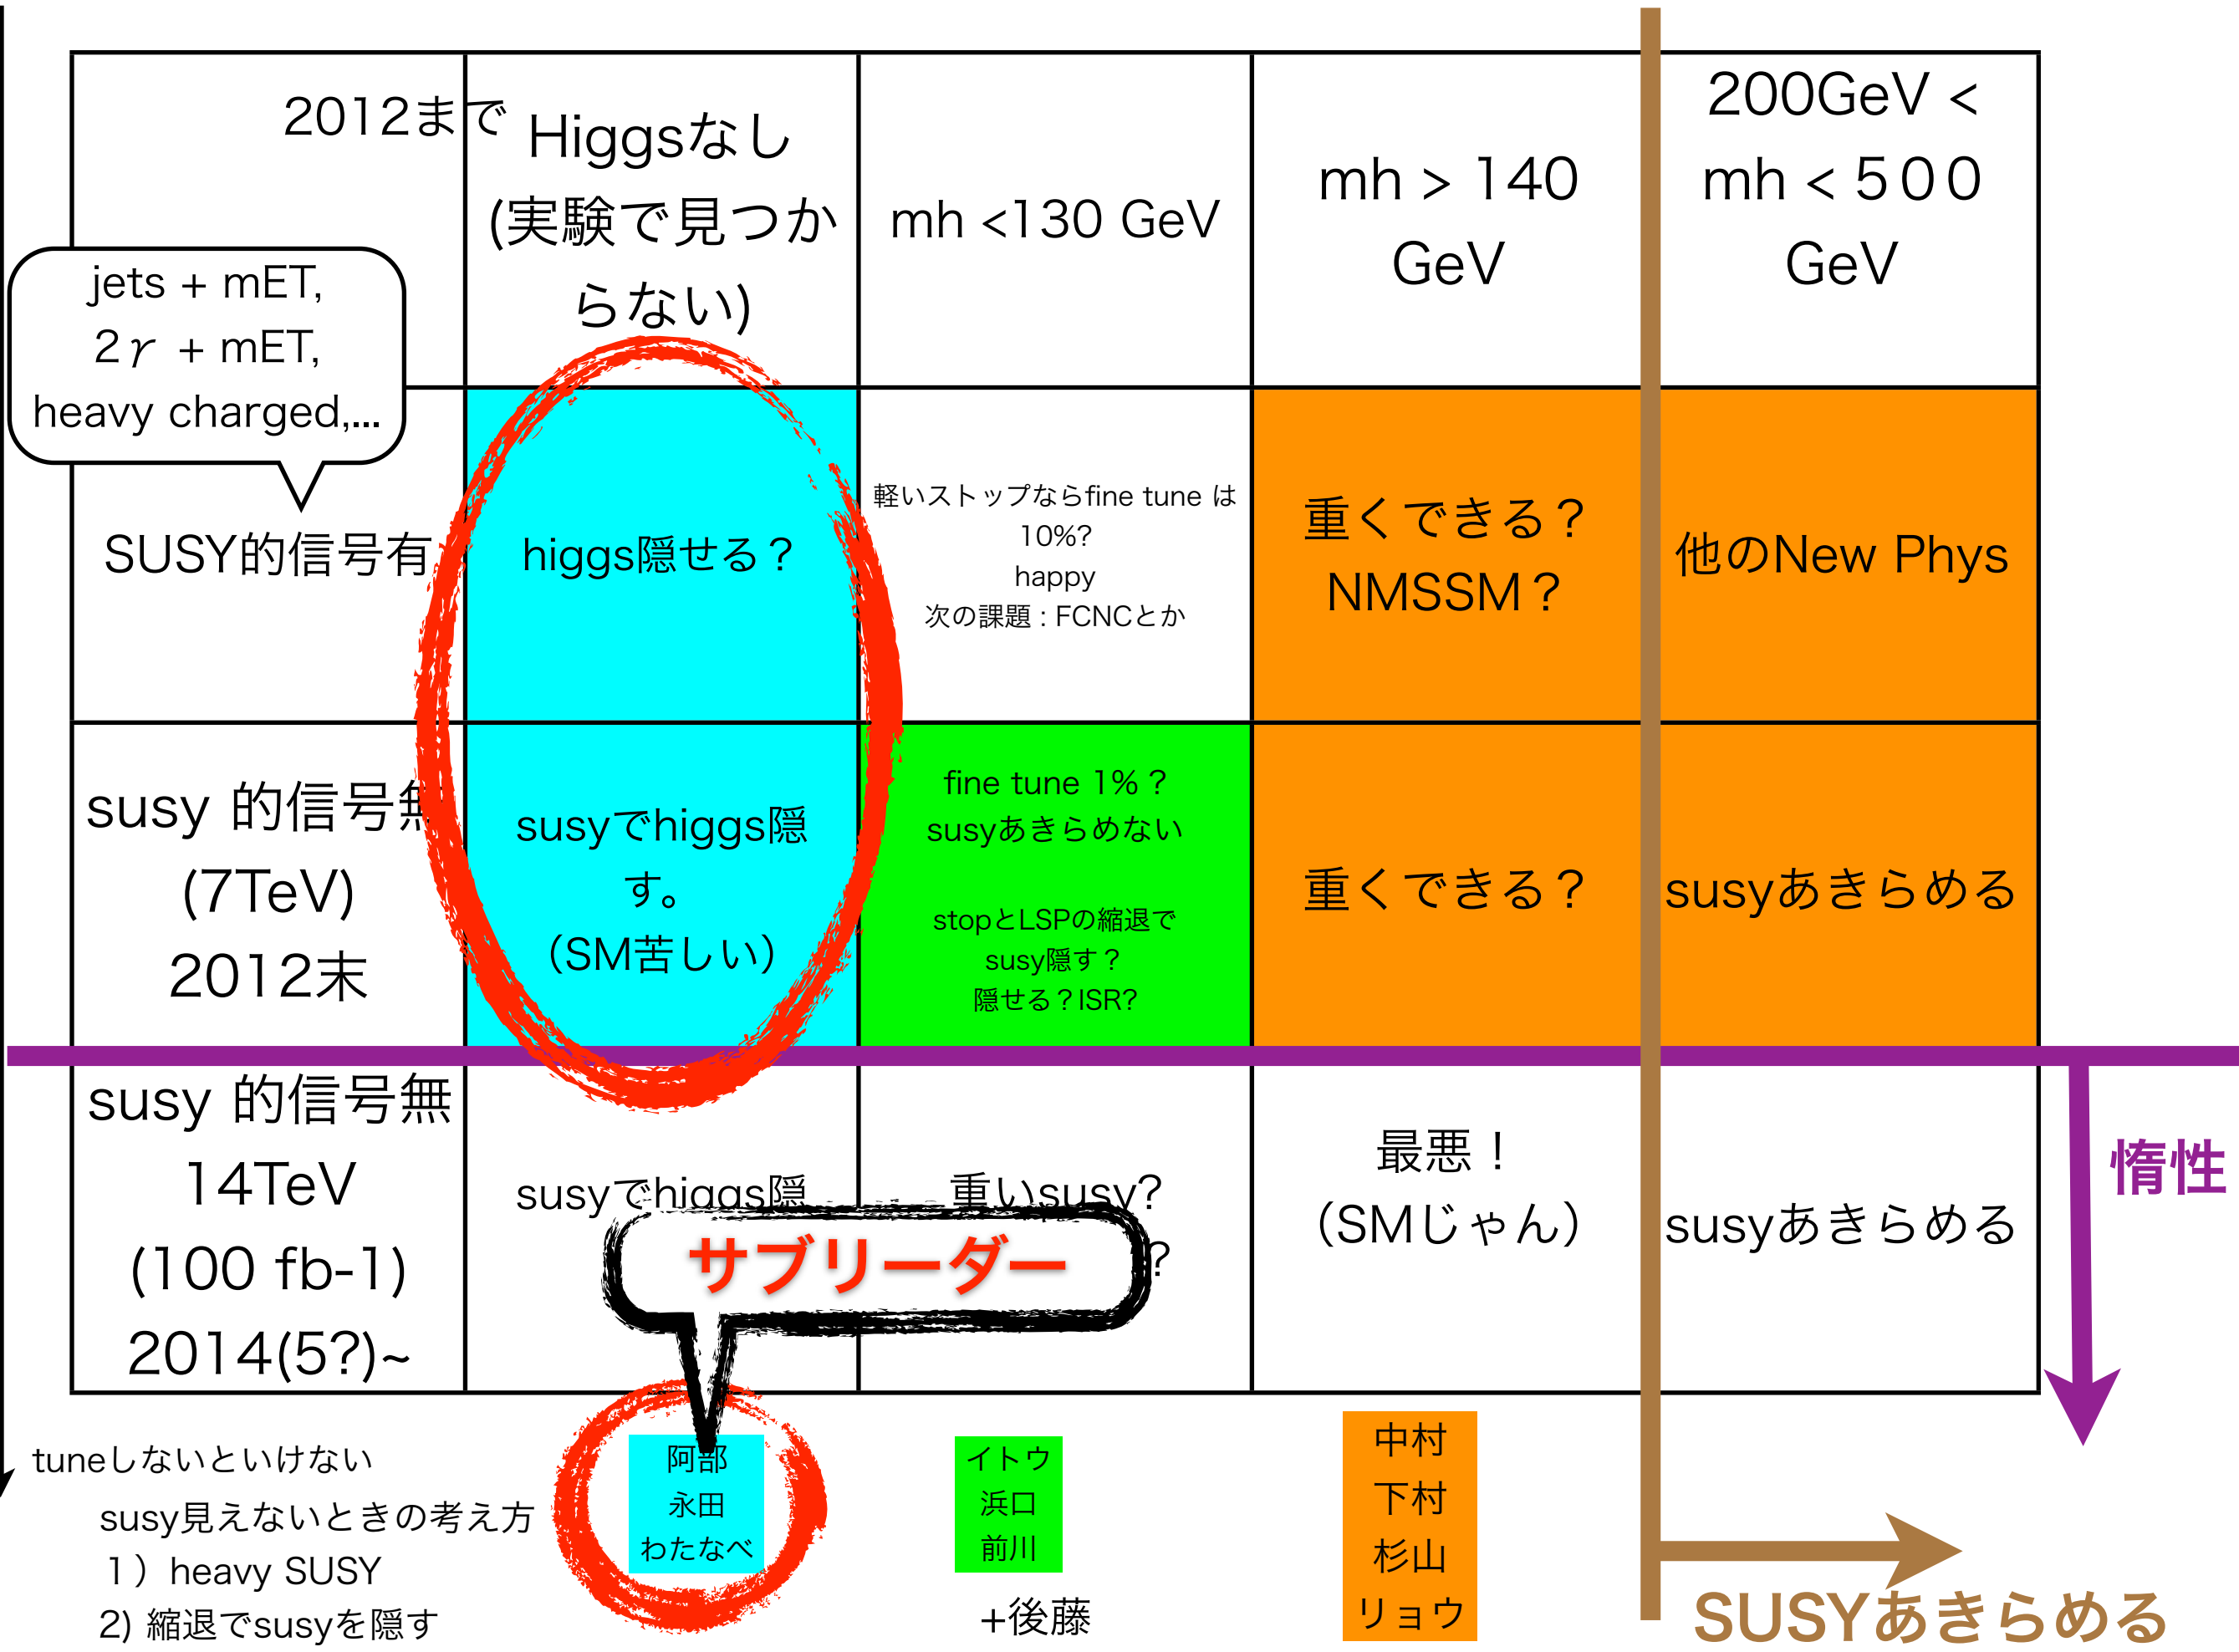 2012まで
Higgsなし
(実験で見つか
らない)
mh <130 GeV
mh > 140
GeV
200GeV <
mh < ５００
GeV
jets + mET,
2γ + mET,
heavy charged,...
SUSY的信号有
higgs隠せる？
軽いストップならfine tune は
10%?
happy
次の課題：FCNCとか
重くできる？
NMSSM？
他のNew Phys
susy 的信号無
(7TeV)
2012末
susyでhiggs隠
す。
（SM苦しい）
fine tune 1%？
susyあきらめない
stopとLSPの縮退で
susy隠す？
隠せる？ISR?
重くできる？
susyあきらめる
susy 的信号無
14TeV
(100 fb-1)
2014(5?)~
susyでhiggs隠
重いsusy?
?
最悪！
（SMじゃん）
susyあきらめる
惰性
サブリーダー
阿部
永田
わたなべ
イトウ
浜口
前川
+後藤
中村
下村
杉山
リョウ
tuneしないといけない
susy見えないときの考え方
１）heavy SUSY
2) 縮退でsusyを隠す
SUSYあきらめる